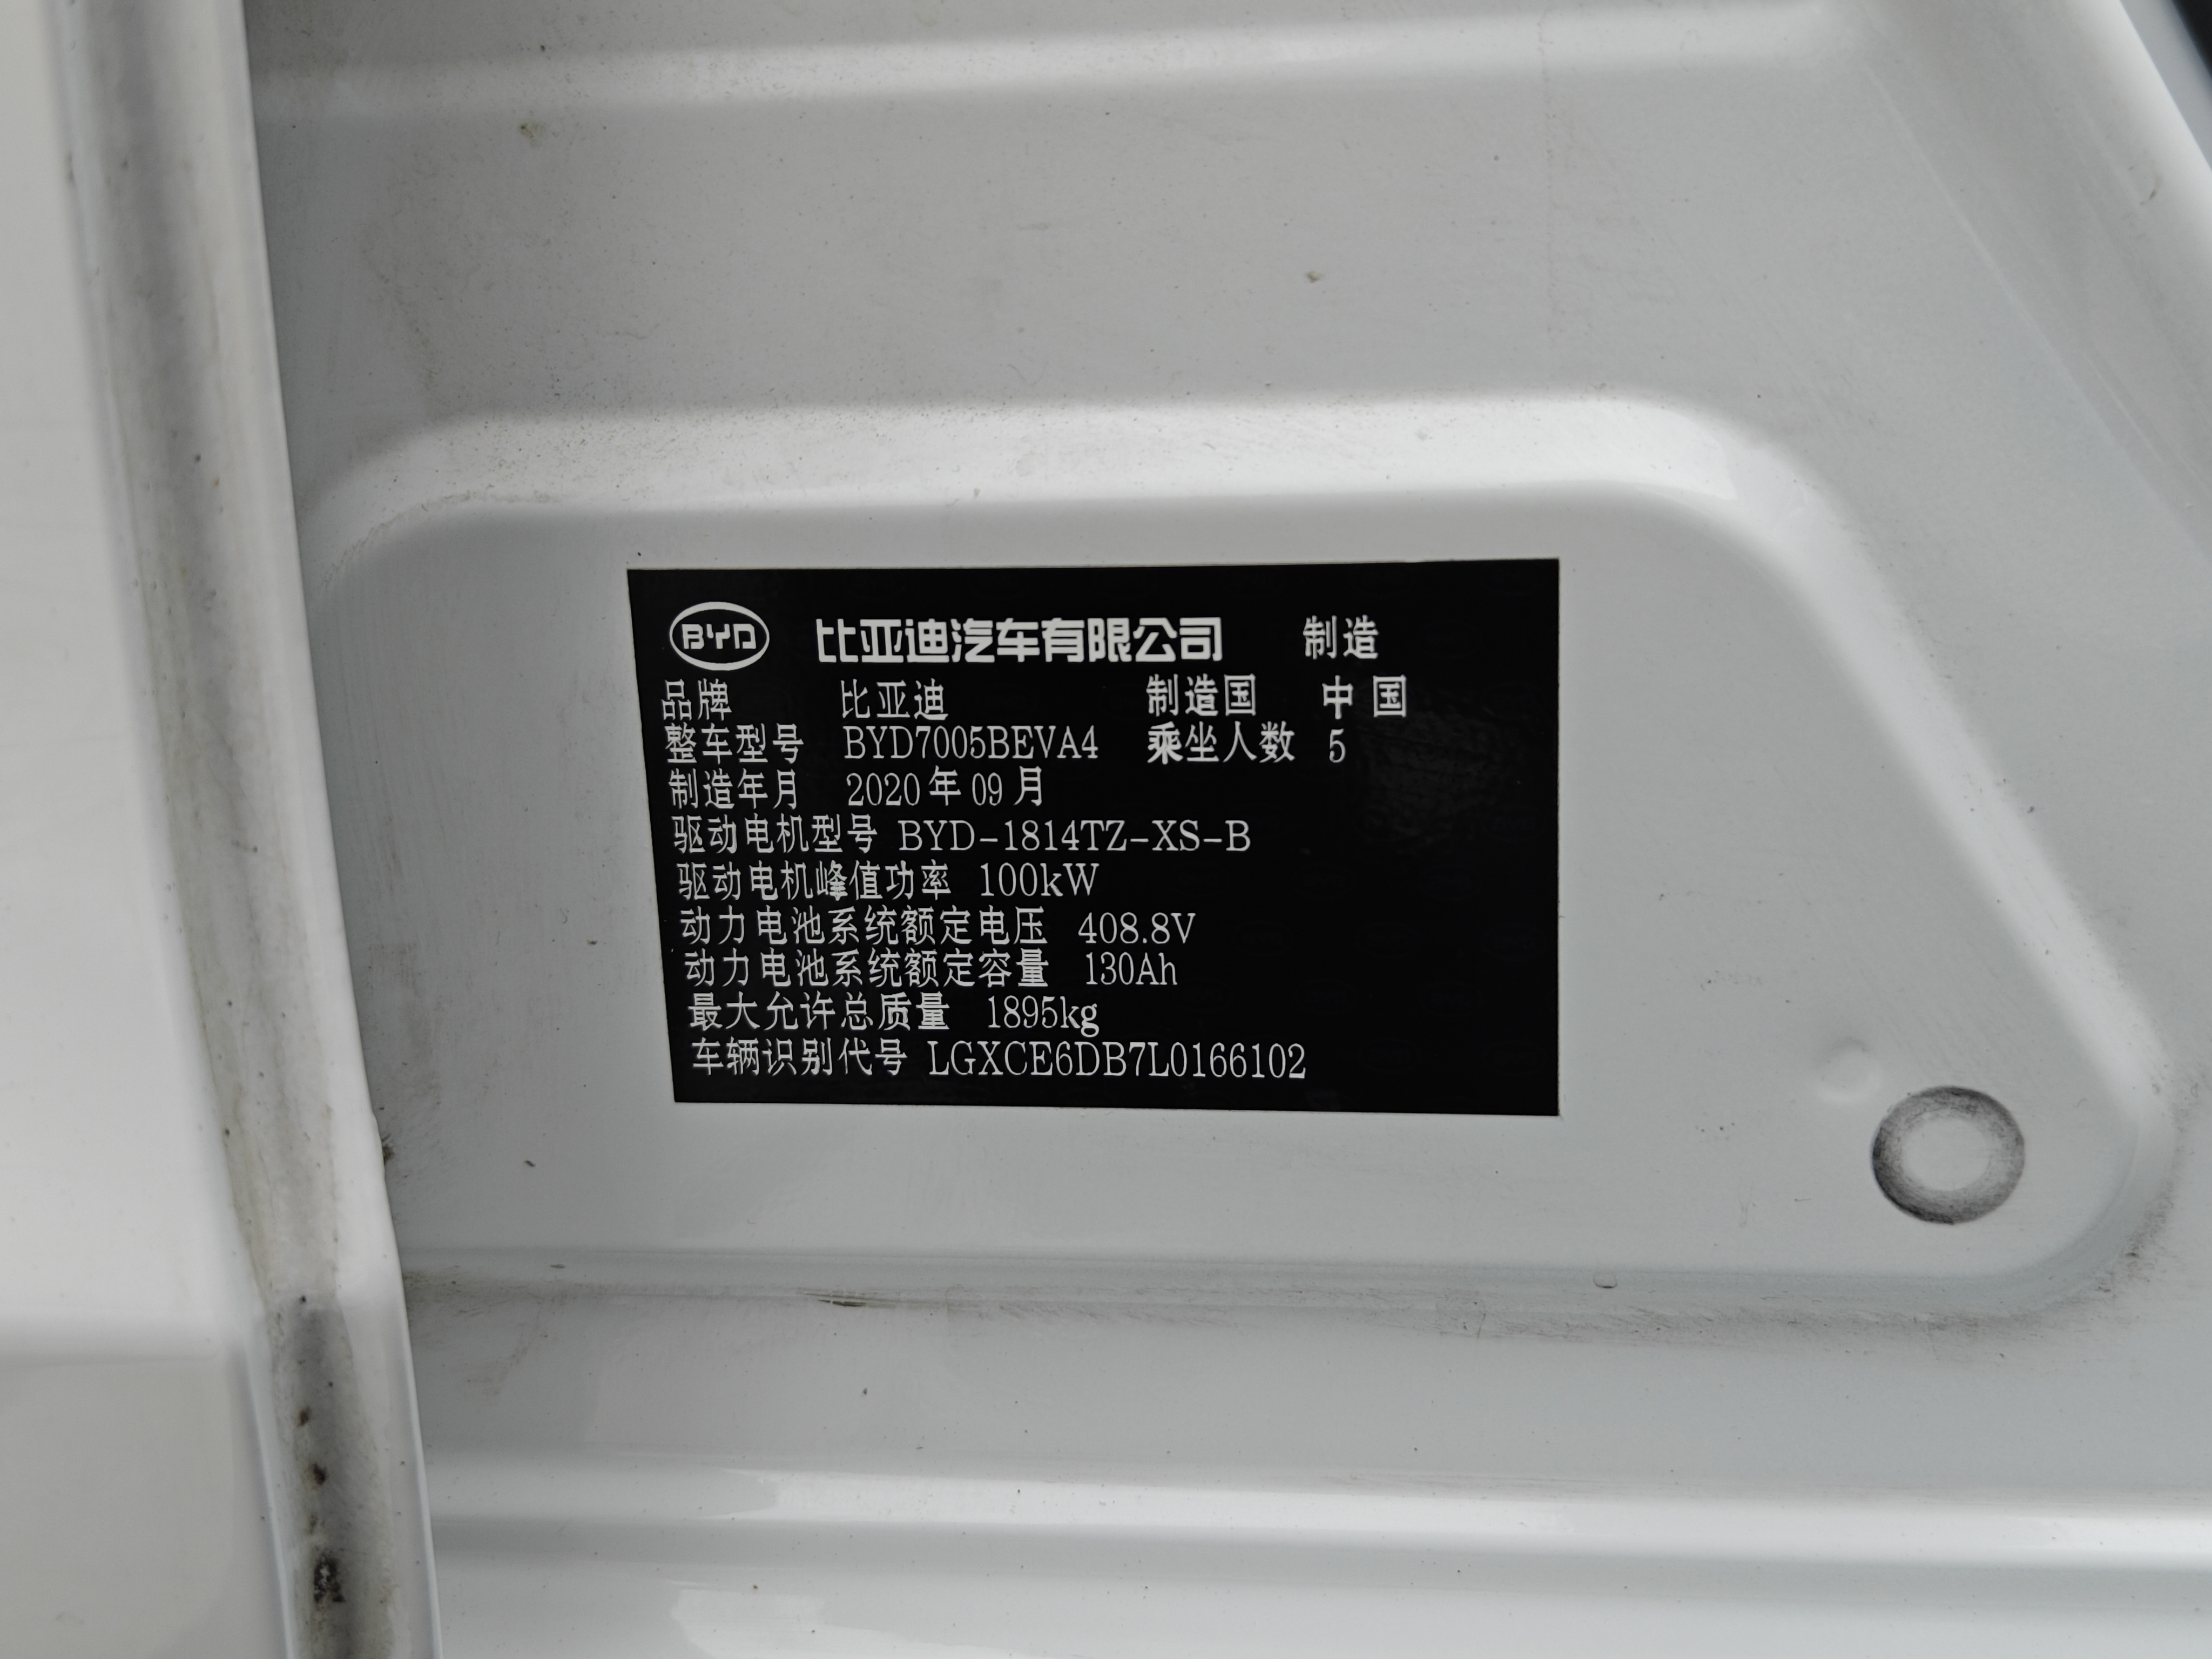 BYD 比亚迪汽车有限公司 制造
品牌 比亚迪 制造国 中国
整车型号 BYD7005BEVA4 乘坐人数 5
制造年月 2020年09月
驱动电机型号 BYD-1814TZ-XS-B
驱动电机峰值功率 100kW
动力电池系统额定电压 408.8V
动力电池系统额定容量 130Ah
最大允许总质量 1895kg
车辆识别代号 LGXCE6DB7L0166102